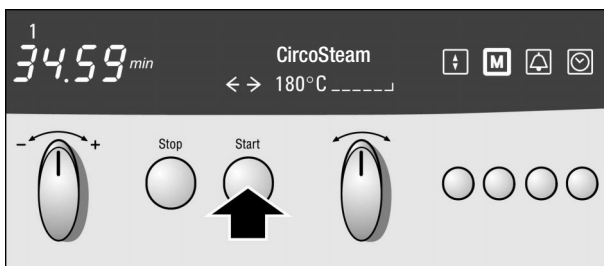 1
34.59 min
CircoSteam
180°C
M
- +
Stop
Start